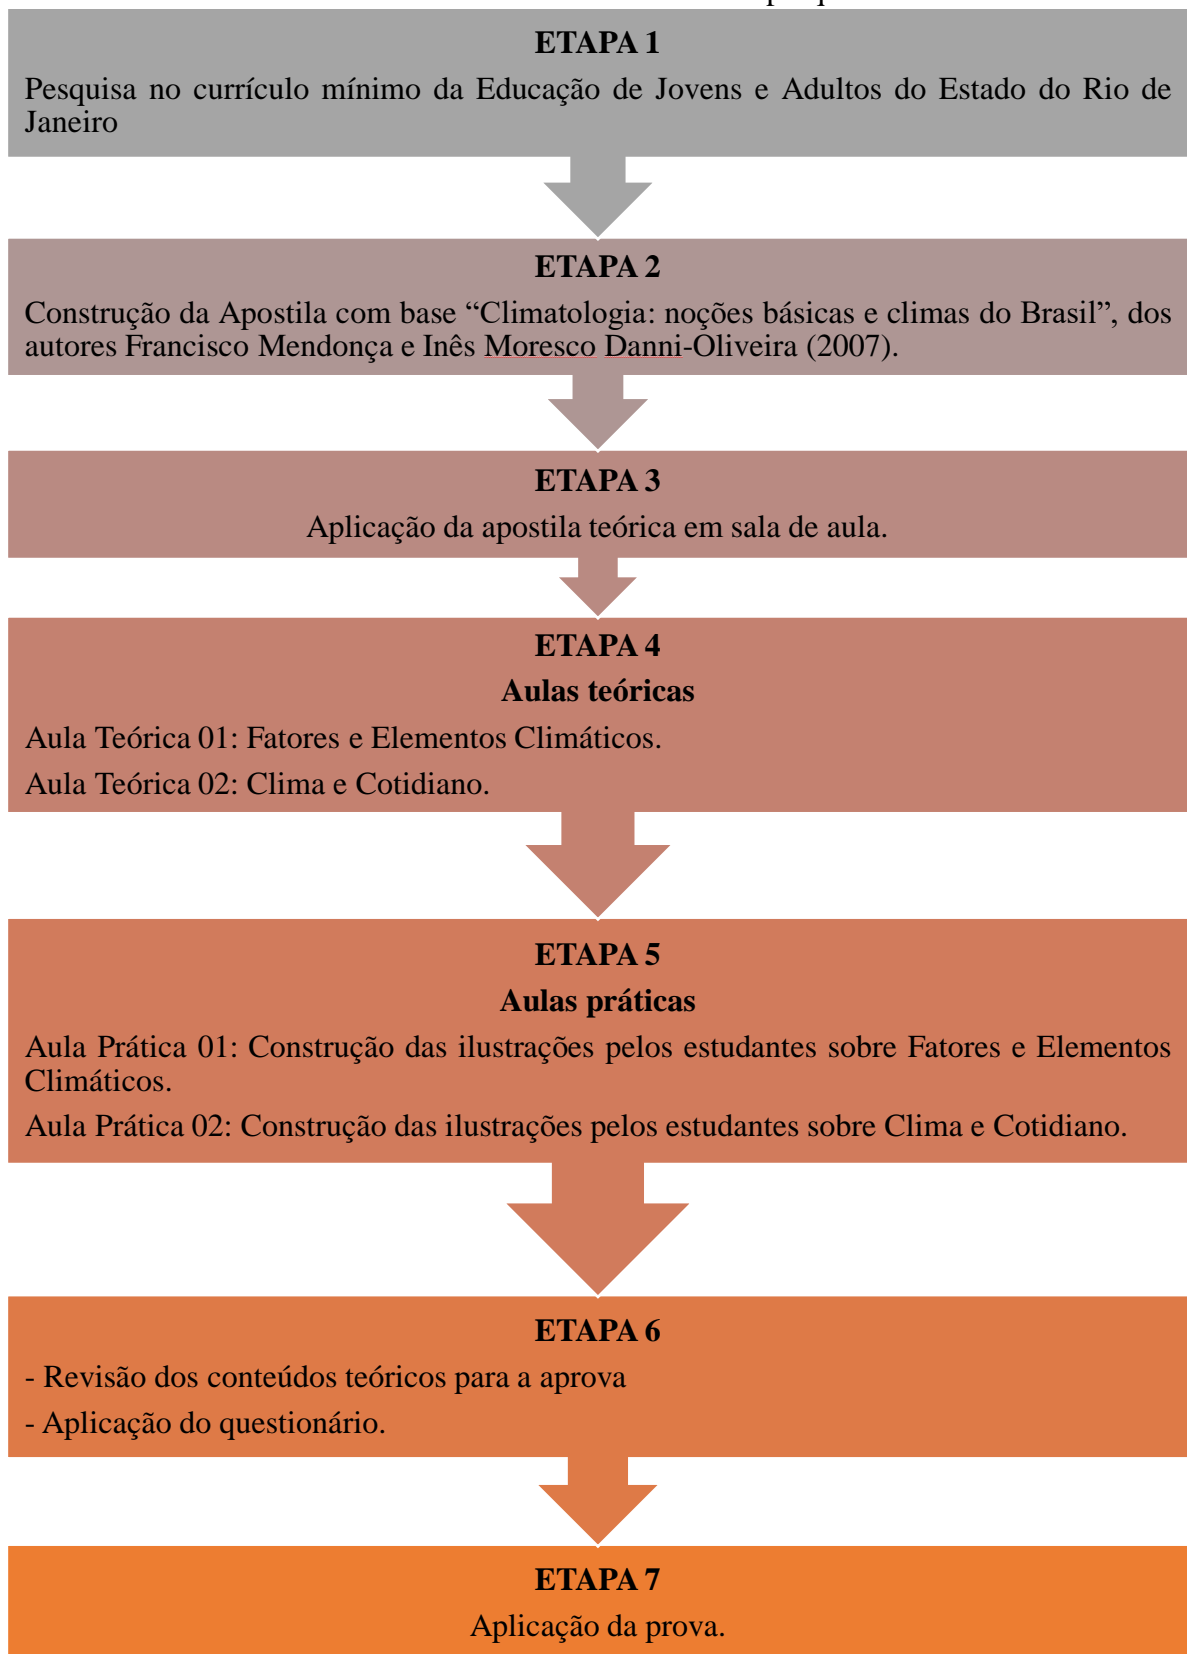 ETAPA 1
Pesquisa no currículo mínimo da Educação de Jovens e Adultos do Estado do Rio de
Janeiro
ETAPA 2
Construção da Apostila com base “Climatologia: noções básicas e climas do Brasil”, dos
autores Francisco Mendonça e Inês Moresco Danni-Oliveira (2007).
ETAPA 3
Aplicação da apostila teórica em sala de aula.
ETAPA 4
Aulas teóricas
Aula Teórica 01: Fatores e Elementos Climáticos.
Aula Teórica 02: Clima e Cotidiano.
ETAPA 5
Aulas práticas
Aula Prática 01: Construção das ilustrações pelos estudantes sobre Fatores e Elementos
Climáticos.
Aula Prática 02: Construção das ilustrações pelos estudantes sobre Clima e Cotidiano.
ETAPA 6
- Revisão dos conteúdos teóricos para a aprova
- Aplicação do questionário.
ETAPA 7
Aplicação da prova.